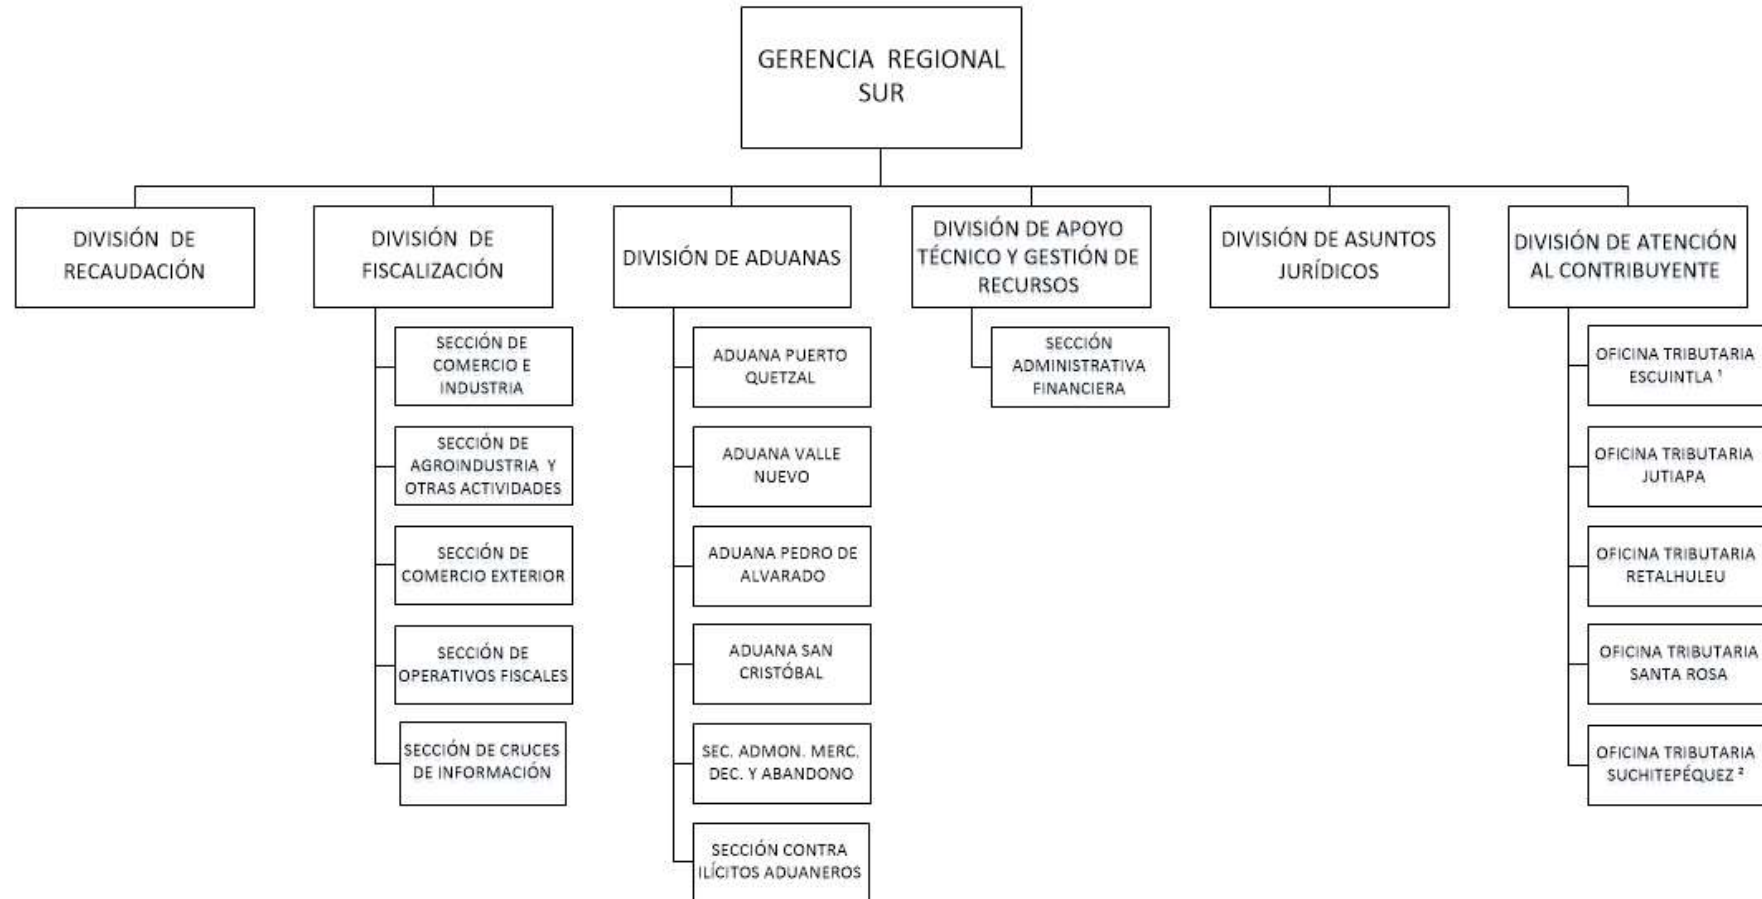 GERENCIA REGIONAL
SUR
DIVISIÓN DE
RECAUDACIÓN
DIVISIÓN DE
FISCALIZACIÓN
SECCIÓN DE
COMERCIO E
INDUSTRIA
SECCIÓN DE
AGROINDUSTRIA Y
OTRAS ACTIVIDADES
SECCIÓN DE
COMERCIO EXTERIOR
SECCIÓN DE
OPERATIVOS FISCALES
SECCIÓN DE CRUCES
DE INFORMACIÓN
DIVISIÓN DE ADUANAS
ADUANA PUERTO
QUETZAL
ADUANA VALLE
NUEVO
ADUANA PEDRO DE
ALVARADO
ADUANA SAN
CRISTÓBAL
SEC. ADMON. MERC.
DEC. Y ABANDONO
SECCIÓN CONTRA
ILÍCITOS ADUANEROS
DIVISIÓN DE APOYO
TÉCNICO Y GESTIÓN DE
RECURSOS
SECCIÓN
ADMINISTRATIVA
FINANCIERA
DIVISIÓN DE ASUNTOS
JURÍDICOS
DIVISIÓN DE ATENCIÓN
AL CONTRIBUYENTE
OFICINA TRIBUTARIA
ESCUINTLA ¹
OFICINA TRIBUTARIA
JUTIAPA
OFICINA TRIBUTARIA
RETALHULEU
OFICINA TRIBUTARIA
SANTA ROSA
OFICINA TRIBUTARIA
SUCHITEPÉQUEZ ²